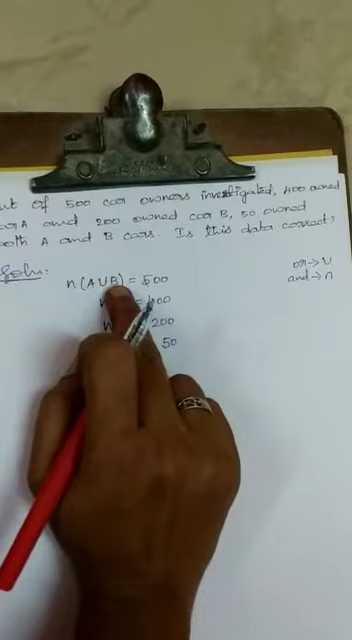 ut of 500 car owners investigated, 400 owned
car A and 200 owned car B, 50 owned
both A and B cars. Is this data correct?
Soln:
n(AUB) = 500
or → ∪
= 400
and → ∩
200
50